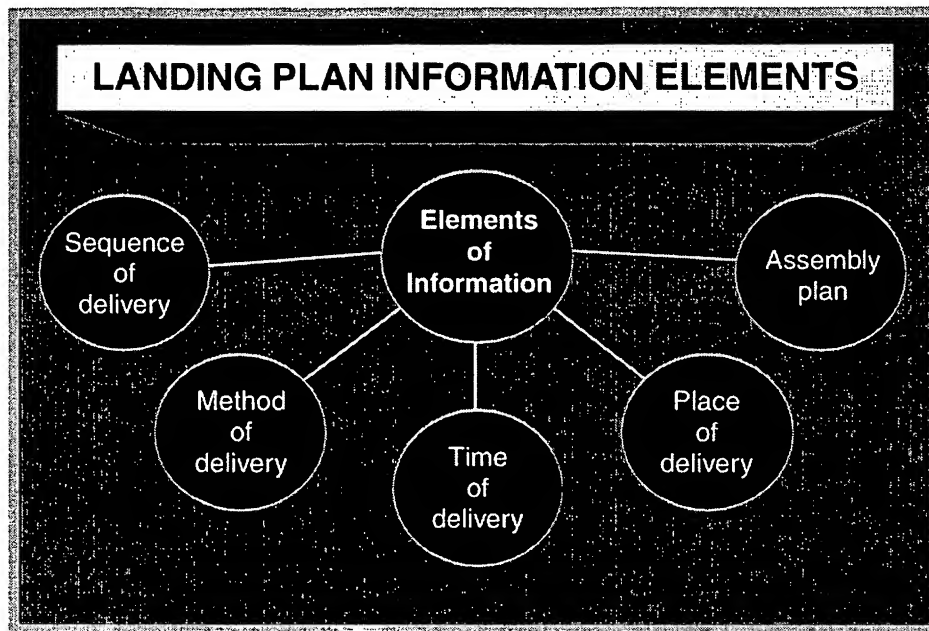 LANDING PLAN INFORMATION ELEMENTS
Elements
of
Information
Sequence
of
delivery
Method
of
delivery
Time
of
delivery
Place
of
delivery
Assembly
plan